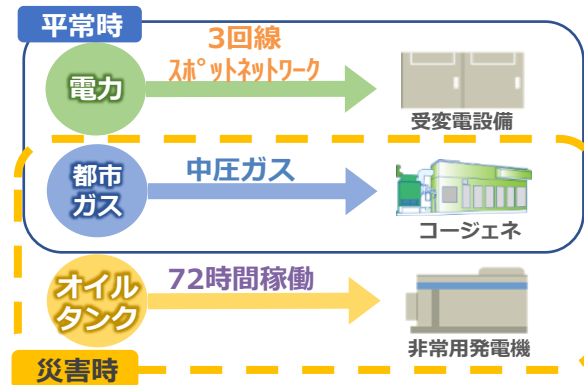 平常時
3回線
ｽﾎﾟｯﾄﾈｯﾄﾜｰｸ
電力
受変電設備
中圧ガス
都市
ガス
コージェネ
72時間稼働
オイル
タンク
非常用発電機
災害時